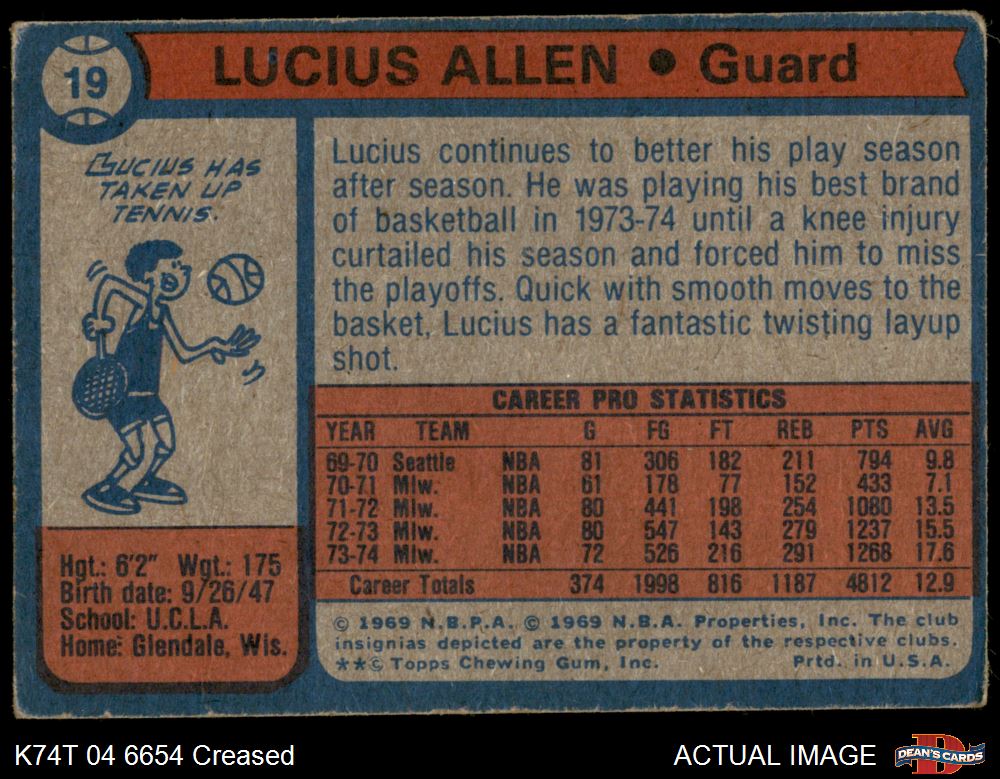 19
LUCIUS ALLEN • Guard
LUCIUS HAS
TAKEN UP
TENNIS.
Lucius continues to better his play season
after season. He was playing his best brand
of basketball in 1973-74 until a knee injury
curtailed his season and forced him to miss
the playoffs. Quick with smooth moves to the
basket, Lucius has a fantastic twisting layup
shot.
Hgt.: 6'2" Wgt.: 175
Birth date: 9/26/47
School: U.C.L.A.
Home: Glendale, Wis.
CAREER PRO STATISTICS
YEAR TEAM G FG FT REB PTS AVG
69-70 Seattle NBA 81 306 182 211 794 9.8
70-71 Mlw. NBA 61 178 77 152 433 7.1
71-72 Mlw. NBA 80 441 198 254 1080 13.5
72-73 Mlw. NBA 80 547 143 279 1237 15.5
73-74 Mlw. NBA 72 526 216 291 1268 17.6
Career Totals 374 1998 816 1187 4812 12.9
© 1969 N.B.P.A. © 1969 N.B.A. Properties, Inc. The club
insignias depicted are the property of the respective clubs.
**© Topps Chewing Gum, Inc. Prtd. in U.S.A.
K74T 04 6654 Creased
ACTUAL IMAGE
D
DEAN'S CARDS